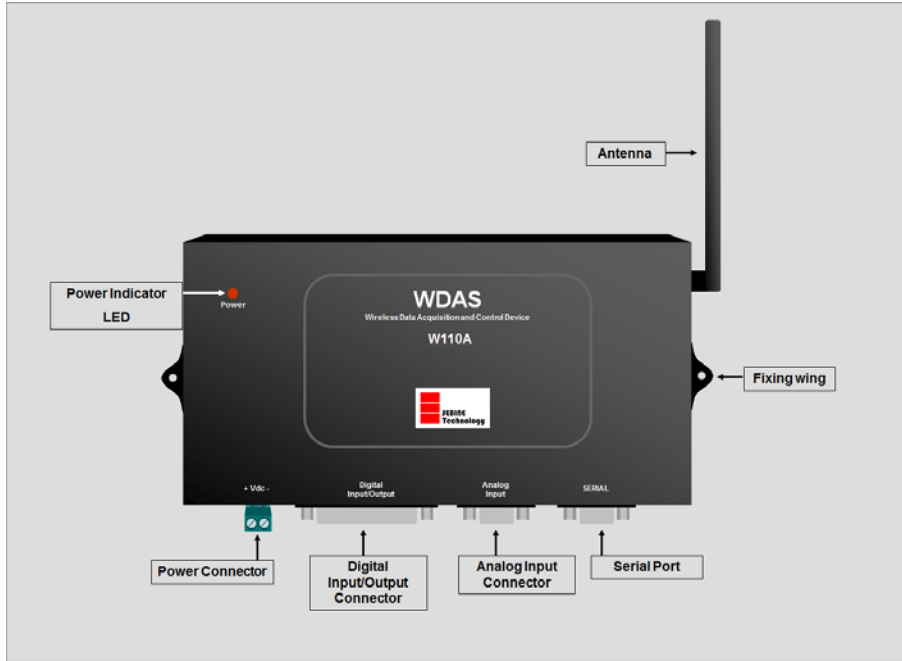 Antenna
Power Indicator
LED
Power
WDAS
Wireless Data Acquisition and Control Device
W110A
Fixing wing
SEBINE
Technology
+ Vdc -
Digital
Input/Output
Analog
Input
SERIAL
Power Connector
Digital
Input/Output
Connector
Analog Input
Connector
Serial Port